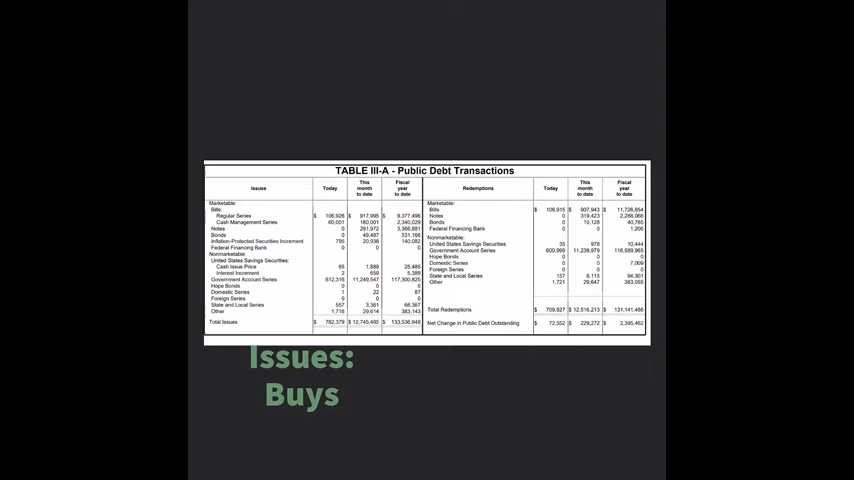 TABLE III-A - Public Debt Transactions
Issues Today This month to date Fiscal year to date
Marketable:
Bills:
Regular Series $ 106,926 $ 917,995 $ 9,377,496
Cash Management Series 60,001 160,001 2,340,029
Notes 0 291,972 3,366,881
Bonds 0 49,487 531,166
Inflation-Protected Securities Increment 795 20,938 140,082
Federal Financing Bank 0 0 0
Nonmarketable:
United States Savings Securities:
Cash Issue Price 65 1,889 25,485
Interest Increment 2 659 5,389
Government Account Series 612,316 11,249,547 117,300,825
Hope Bonds 0 0 0
Domestic Series 1 22 87
Foreign Series 0 0 0
State and Local Series 557 3,361 66,367
Other 1,716 29,614 383,143
Total Issues $ 782,379 $ 12,745,485 $ 133,536,948
Redemptions Today This month to date Fiscal year to date
Marketable:
Bills $ 106,915 $ 907,943 $ 11,726,654
Notes 0 319,423 2,288,066
Bonds 0 10,128 40,785
Federal Financing Bank 0 0 1,206
Nonmarketable:
United States Savings Securities 35 978 10,444
Government Account Series 600,999 11,239,979 116,589,965
Hope Bonds 0 0 0
Domestic Series 0 0 7,009
Foreign Series 0 0 0
State and Local Series 157 8,115 94,301
Other 1,721 29,647 383,055
Total Redemptions $ 709,827 $ 12,516,213 $ 131,141,486
Net Change in Public Debt Outstanding $ 72,552 $ 229,272 $ 2,395,462
Issues:
Buys